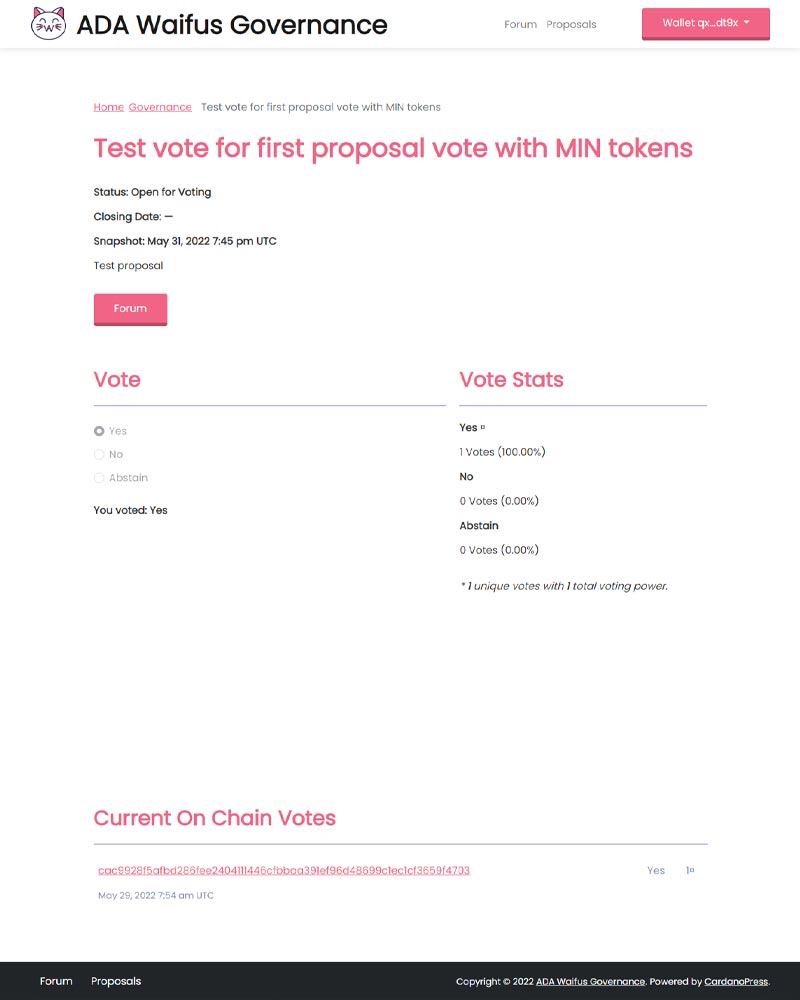 ADA Waifus Governance
Forum Proposals
Wallet qx...dt9x
Home Governance Test vote for first proposal vote with MIN tokens
Test vote for first proposal vote with MIN tokens
Status: Open for Voting
Closing Date: —
Snapshot: May 31, 2022 7:45 pm UTC
Test proposal
Forum
Vote
Yes
No
Abstain
You voted: Yes
Vote Stats
Yes ¤
1 Votes (100.00%)
No
0 Votes (0.00%)
Abstain
0 Votes (0.00%)
* 1 unique votes with 1 total voting power.
Current On Chain Votes
cac9928f5afbd286fee2404111446cfbbaa391ef96d48699c1ec1cf3659f4703 Yes 1¤
May 29, 2022 7:54 am UTC
Forum Proposals
Copyright © 2022 ADA Waifus Governance. Powered by CardanoPress.